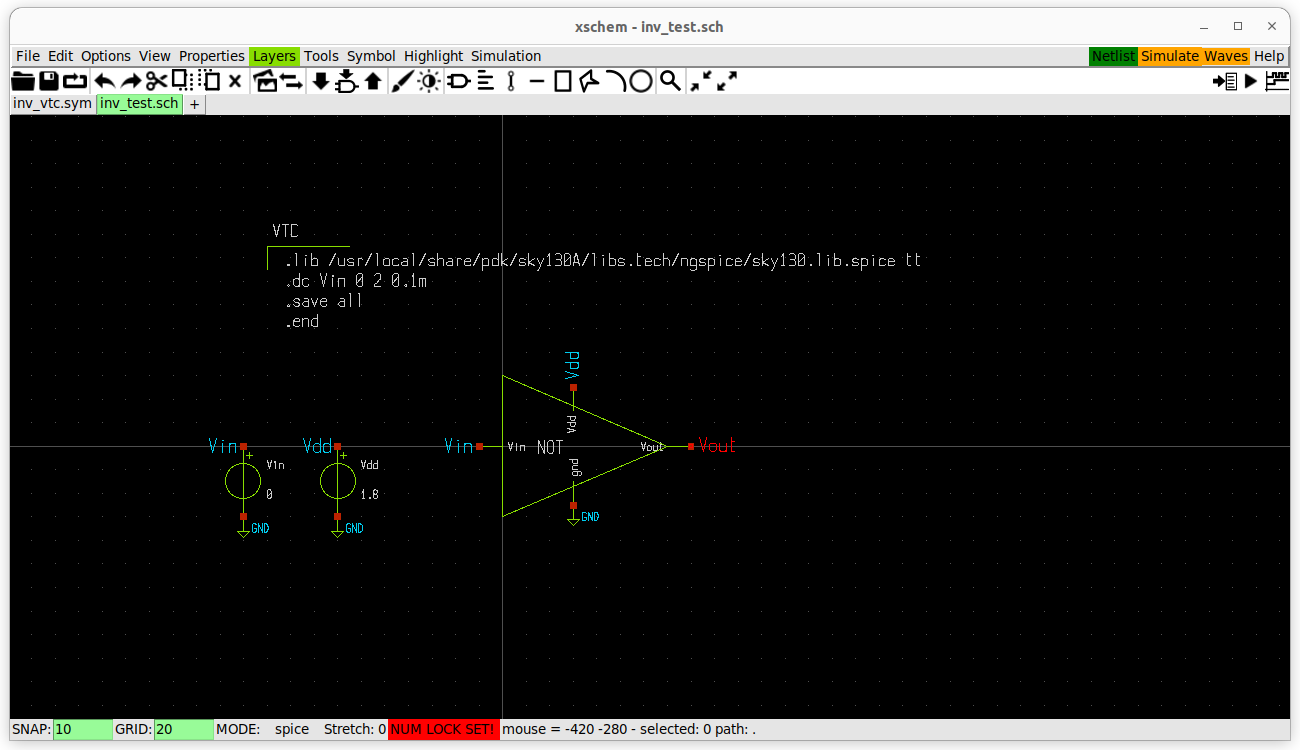 xschem - inv_test.sch
File Edit Options View Properties Layers Tools Symbol Highlight Simulation Netlist Simulate Waves Help
inv_vtc.sym inv_test.sch +
VTC
.lib /usr/local/share/pdk/sky130A/libs.tech/ngspice/sky130.lib.spice tt
.dc Vin 0 2 0.1m
.save all
.end
Vdd
Vdd
Vin + Vdd + Vin Vin NOT Vout Vout
Vin Vdd
gnd
0 1.8
GND GND GND
SNAP: 10 GRID: 20 MODE: spice Stretch: 0 NUM LOCK SET! mouse = -420 -280 - selected: 0 path: .